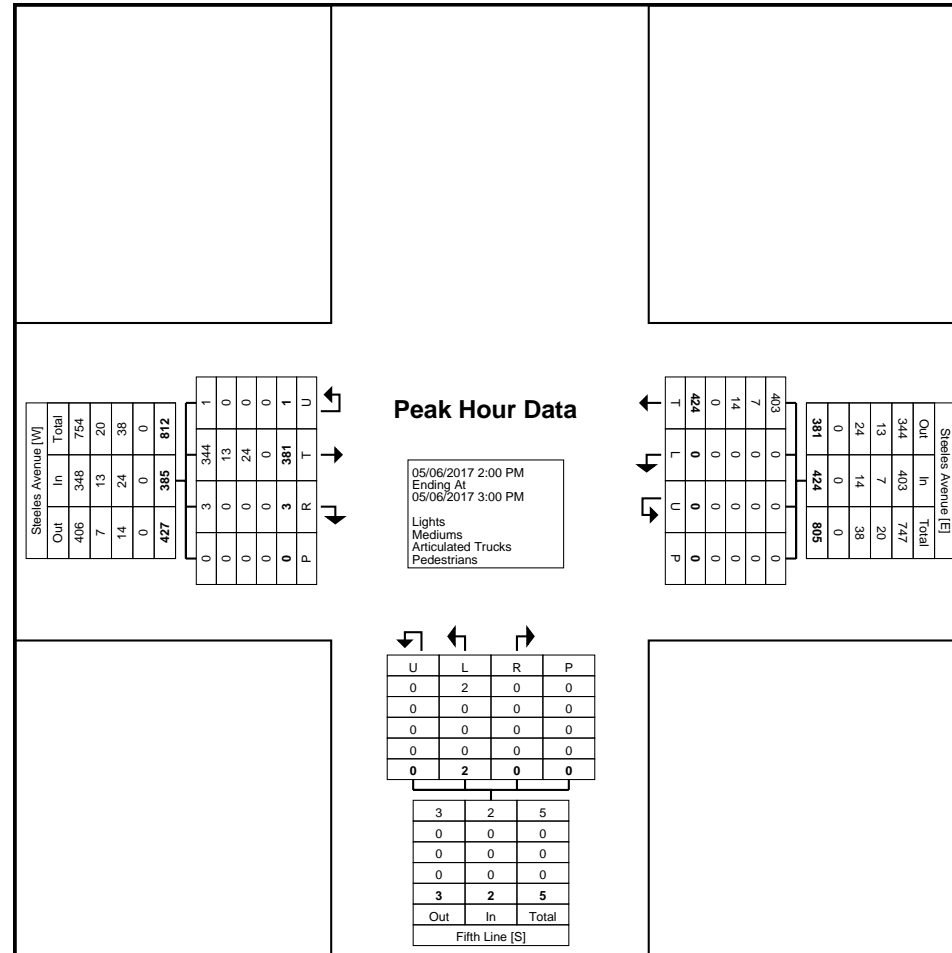 Peak Hour Data
05/06/2017 2:00 PM
Ending At
05/06/2017 3:00 PM
Lights
Mediums
Articulated Trucks
Pedestrians
Steeles Avenue [W]
Total In Out
754 348 406
20 13 7
38 24 14
0 0 0
812 385 427
1 344 3 0
0 13 0 0
0 24 0 0
0 0 0 0
1 381 3 0
U T R P
T L U P
424 0 0 0
0 0 0 0
14 0 0 0
7 0 0 0
403 0 0 0
Steeles Avenue [E]
Out In Total
344 403 747
13 7 20
24 14 38
0 0 0
381 424 805
U L R P
0 2 0 0
0 0 0 0
0 0 0 0
0 0 0 0
0 2 0 0
3 2 5
0 0 0
0 0 0
0 0 0
3 2 5
Out In Total
Fifth Line [S]